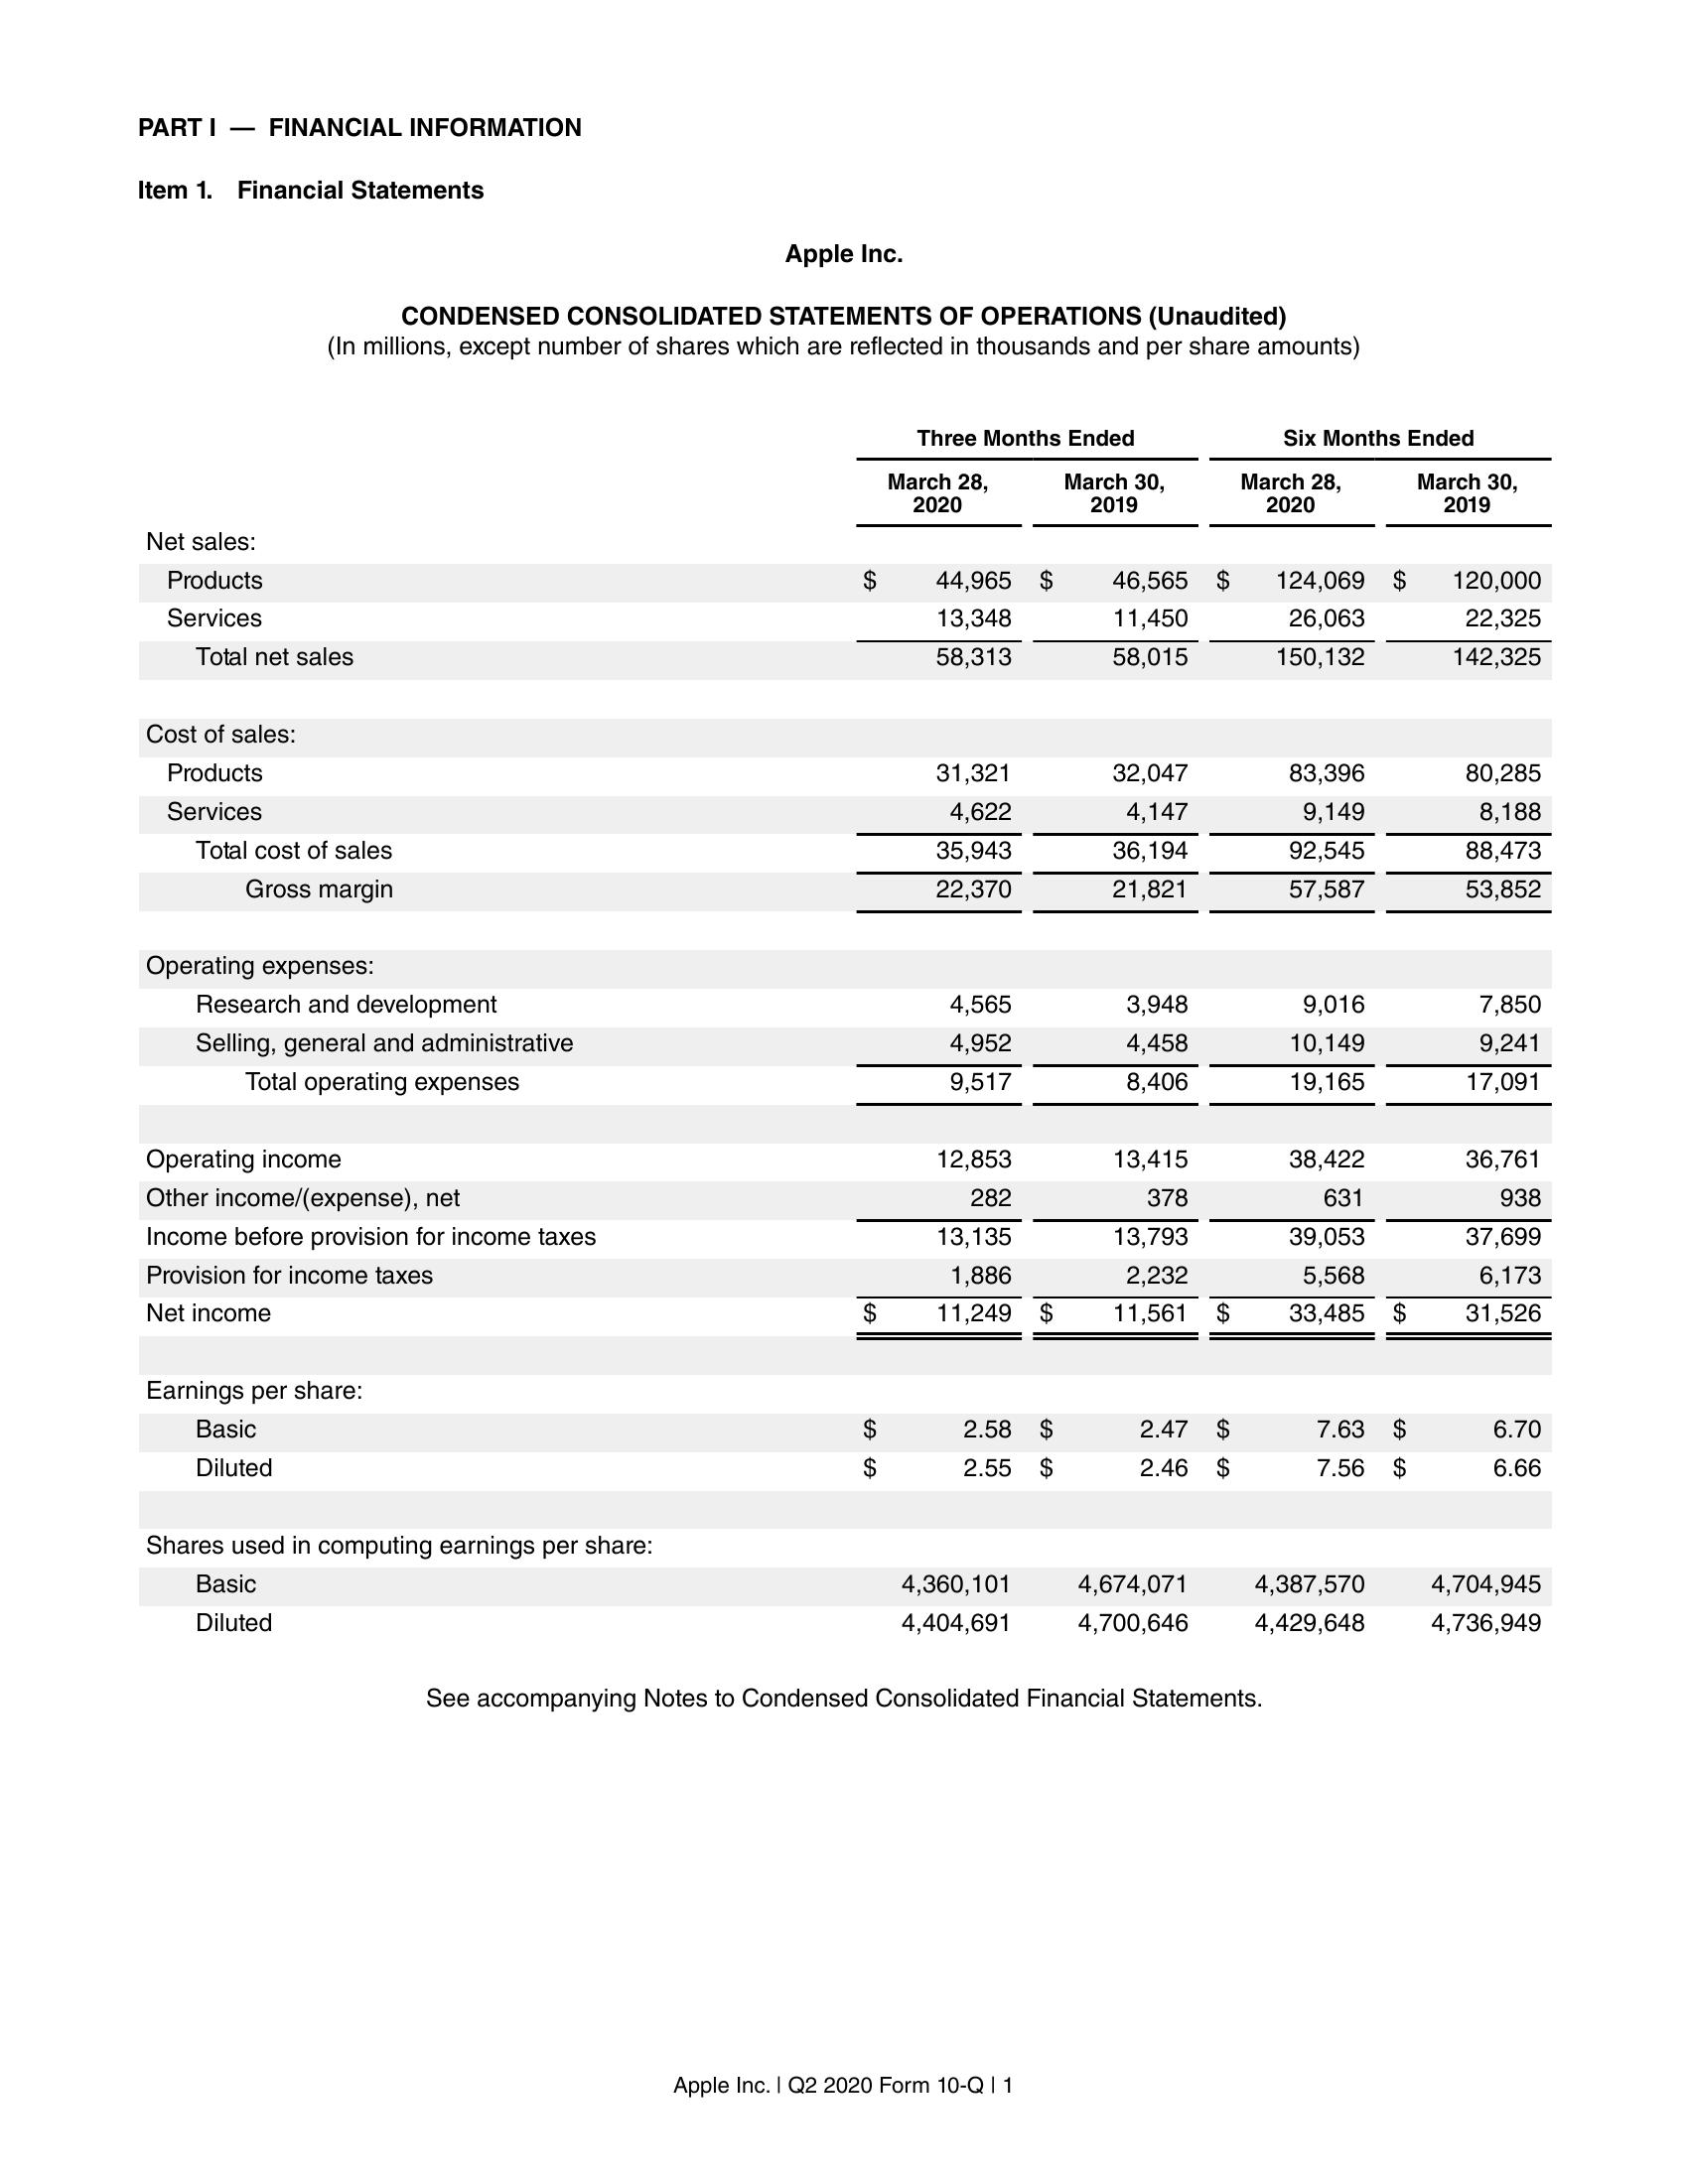 PART I — FINANCIAL INFORMATION
Item 1. Financial Statements
Apple Inc.
CONDENSED CONSOLIDATED STATEMENTS OF OPERATIONS (Unaudited)
(In millions, except number of shares which are reflected in thousands and per share amounts)
Three Months Ended Six Months Ended
March 28, 2020 March 30, 2019 March 28, 2020 March 30, 2019
Net sales:
Products $ 44,965 $ 46,565 $ 124,069 $ 120,000
Services 13,348 11,450 26,063 22,325
Total net sales 58,313 58,015 150,132 142,325
Cost of sales:
Products 31,321 32,047 83,396 80,285
Services 4,622 4,147 9,149 8,188
Total cost of sales 35,943 36,194 92,545 88,473
Gross margin 22,370 21,821 57,587 53,852
Operating expenses:
Research and development 4,565 3,948 9,016 7,850
Selling, general and administrative 4,952 4,458 10,149 9,241
Total operating expenses 9,517 8,406 19,165 17,091
Operating income 12,853 13,415 38,422 36,761
Other income/(expense), net 282 378 631 938
Income before provision for income taxes 13,135 13,793 39,053 37,699
Provision for income taxes 1,886 2,232 5,568 6,173
Net income $ 11,249 $ 11,561 $ 33,485 $ 31,526
Earnings per share:
Basic $ 2.58 $ 2.47 $ 7.63 $ 6.70
Diluted $ 2.55 $ 2.46 $ 7.56 $ 6.66
Shares used in computing earnings per share:
Basic 4,360,101 4,674,071 4,387,570 4,704,945
Diluted 4,404,691 4,700,646 4,429,648 4,736,949
See accompanying Notes to Condensed Consolidated Financial Statements.
Apple Inc. | Q2 2020 Form 10-Q | 1